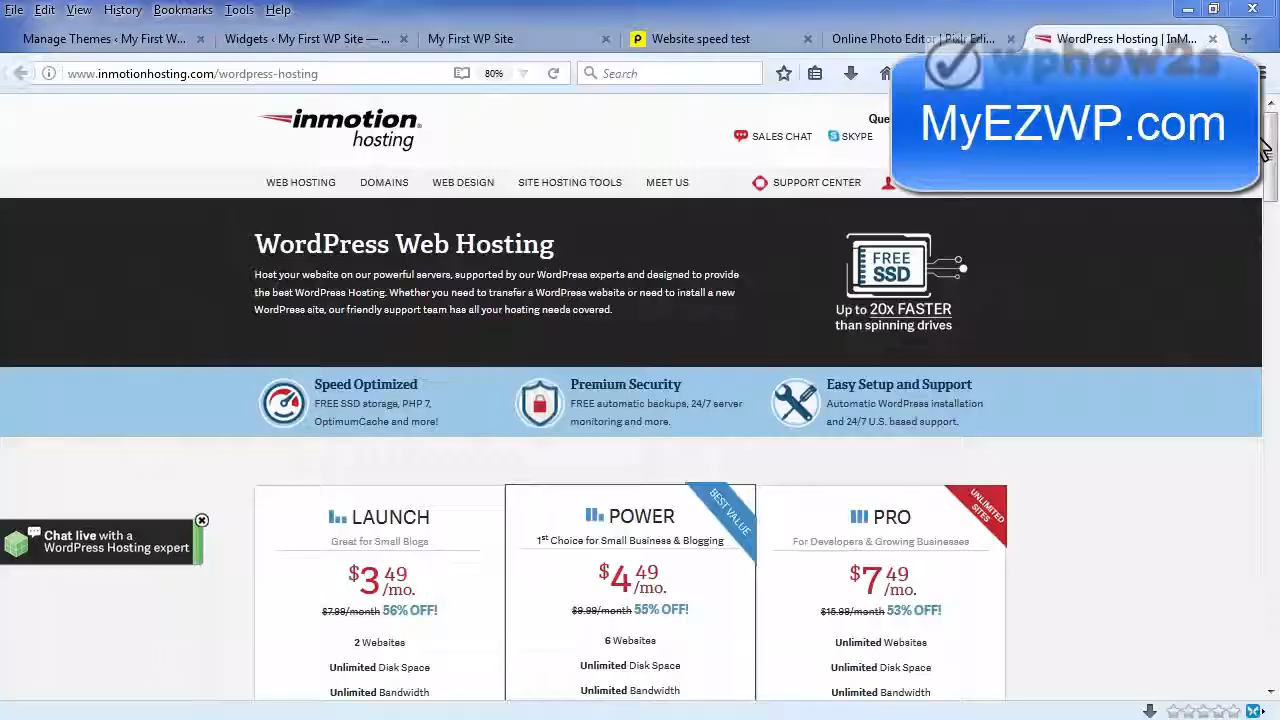 File Edit View History Bookmarks Tools Help
Manage Themes ‹ My First W... × Widgets ‹ My First WP Site —... × My First WP Site × P Website speed test × Online Photo Editor | Pixlr Edi... × WordPress Hosting | InM... × +
www.inmotionhosting.com/wordpress-hosting 80% Search
wphow2s
MyEZWP.com
inmotion
hosting
Que
SALES CHAT SKYPE
WEB HOSTING DOMAINS WEB DESIGN SITE HOSTING TOOLS MEET US SUPPORT CENTER
WordPress Web Hosting
Host your website on our powerful servers, supported by our WordPress experts and designed to provide
the best WordPress Hosting. Whether you need to transfer a WordPress website or need to install a new
WordPress site, our friendly support team has all your hosting needs covered.
FREE
SSD
Up to 20x FASTER
than spinning drives
Speed Optimized
FREE SSD storage, PHP 7,
OptimumCache and more!
Premium Security
FREE automatic backups, 24/7 server
monitoring and more.
Easy Setup and Support
Automatic WordPress installation
and 24/7 U.S. based support.
LAUNCH
Great for Small Blogs
$3.49/mo.
$7.99/month 56% OFF!
2 Websites
Unlimited Disk Space
Unlimited Bandwidth
BEST VALUE
POWER
1st Choice for Small Business & Blogging
$4.49/mo.
$9.99/month 55% OFF!
6 Websites
Unlimited Disk Space
Unlimited Bandwidth
UNLIMITED
SITES
PRO
For Developers & Growing Businesses
$7.49/mo.
$15.99/month 53% OFF!
Unlimited Websites
Unlimited Disk Space
Unlimited Bandwidth
Chat live with a
WordPress Hosting expert